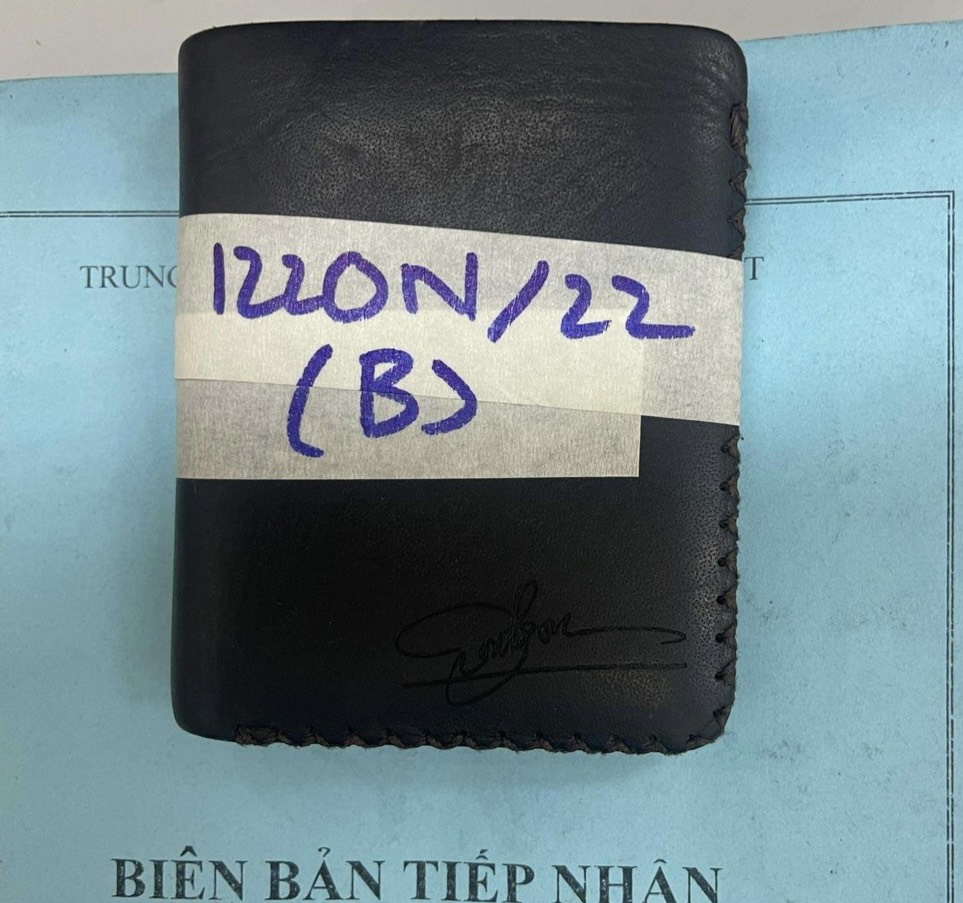 TRUNG
T
1220N/22
(B)
BIÊN BẢN TIẾP NHẬN